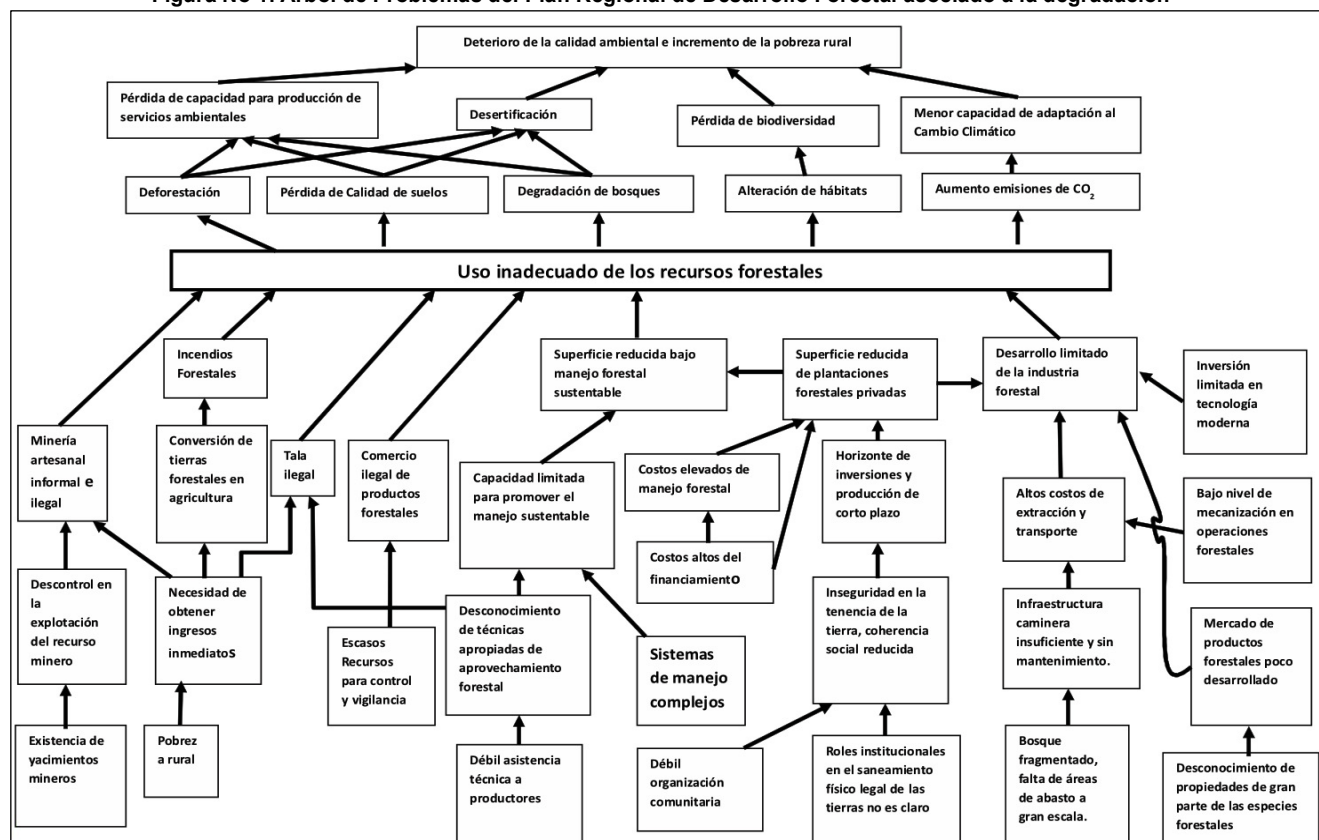 Figura No 1. Árbol de Problemas del Plan Regional de Desarrollo Forestal asociado a la degradación
Deterioro de la calidad ambiental e incremento de la pobreza rural
Pérdida de capacidad para producción de
servicios ambientales
Desertificación
Pérdida de biodiversidad
Menor capacidad de adaptación al
Cambio Climático
Deforestación
Pérdida de Calidad de suelos
Degradación de bosques
Alteración de hábitats
Aumento emisiones de CO2
Uso inadecuado de los recursos forestales
Incendios
Forestales
Superficie reducida bajo
manejo forestal
sustentable
Superficie reducida
de plantaciones
forestales privadas
Desarrollo limitado
de la industria
forestal
Inversión
limitada en
tecnología
moderna
Minería
artesanal
informal e
ilegal
Conversión de
tierras
forestales en
agricultura
Tala
ilegal
Comercio
ilegal de
productos
forestales
Capacidad limitada
para promover el
manejo sustentable
Costos elevados de
manejo forestal
Horizonte de
inversiones y
producción de
corto plazo
Altos costos de
extracción y
transporte
Bajo nivel de
mecanización en
operaciones
forestales
Costos altos del
financiamiento
Descontrol en
la
explotación
del recurso
minero
Necesidad de
obtener
ingresos
inmediatos
Escasos
Recursos
para control
y vigilancia
Desconocimiento
de técnicas
apropiadas de
aprovechamiento
forestal
Sistemas
de manejo
complejos
Inseguridad en la
tenencia de la
tierra, coherencia
social reducida
Infraestructura
caminera
insuficiente y sin
mantenimiento.
Mercado de
productos
forestales poco
desarrollado
Existencia de
yacimientos
mineros
Pobrez
a rural
Débil asistencia
técnica a
productores
Débil
organización
comunitaria
Roles institucionales
en el saneamiento
físico legal de las
tierras no es claro
Bosque
fragmentado,
falta de áreas
de abasto a
gran escala.
Desconocimiento de
propiedades de gran
parte de las especies
forestales